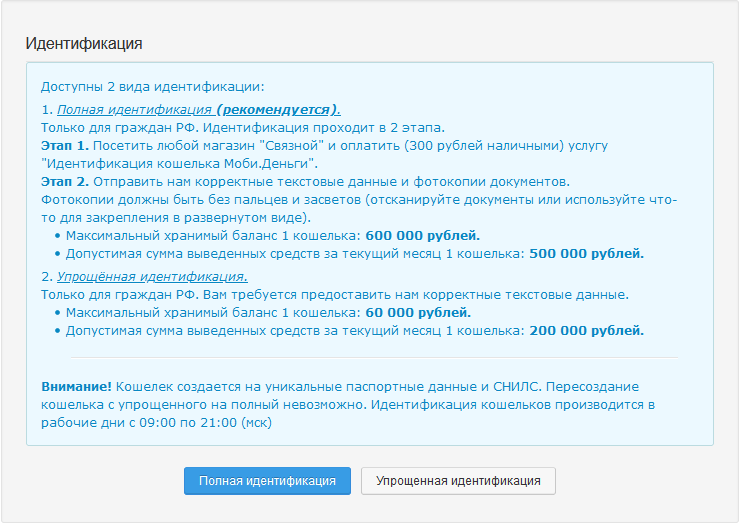 Идентификация
Доступны 2 вида идентификации:
1. Полная идентификация (рекомендуется).
Только для граждан РФ. Идентификация проходит в 2 этапа.
Этап 1. Посетить любой магазин "Связной" и оплатить (300 рублей наличными) услугу
"Идентификация кошелька Моби.Деньги".
Этап 2. Отправить нам корректные текстовые данные и фотокопии документов.
Фотокопии должны быть без пальцев и засветов (отсканируйте документы или используйте что-
то для закрепления в развернутом виде).
• Максимальный хранимый баланс 1 кошелька: 600 000 рублей.
• Допустимая сумма выведенных средств за текущий месяц 1 кошелька: 500 000 рублей.
2. Упрощённая идентификация.
Только для граждан РФ. Вам требуется предоставить нам корректные текстовые данные.
• Максимальный хранимый баланс 1 кошелька: 60 000 рублей.
• Допустимая сумма выведенных средств за текущий месяц 1 кошелька: 200 000 рублей.
Внимание! Кошелек создается на уникальные паспортные данные и СНИЛС. Пересоздание
кошелька с упрощенного на полный невозможно. Идентификация кошельков производится в
рабочие дни с 09:00 по 21:00 (мск)
Полная идентификация
Упрощенная идентификация